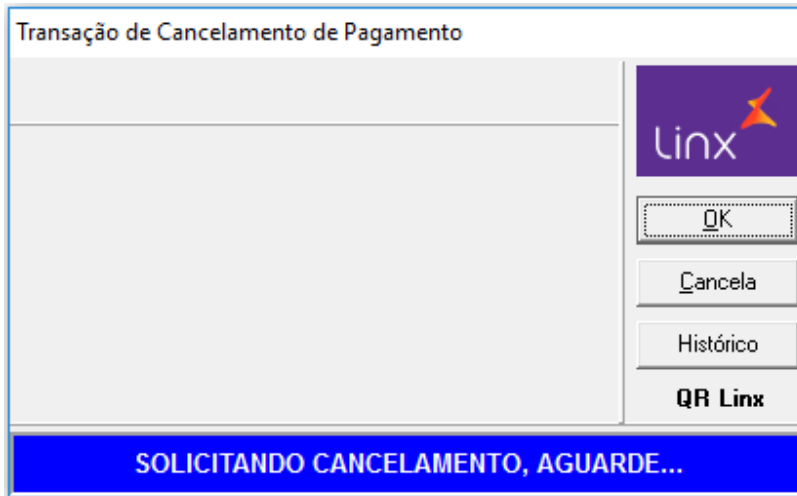 Transação de Cancelamento de Pagamento
Linx
OK
Cancela
Histórico
QR Linx
SOLICITANDO CANCELAMENTO, AGUARDE...